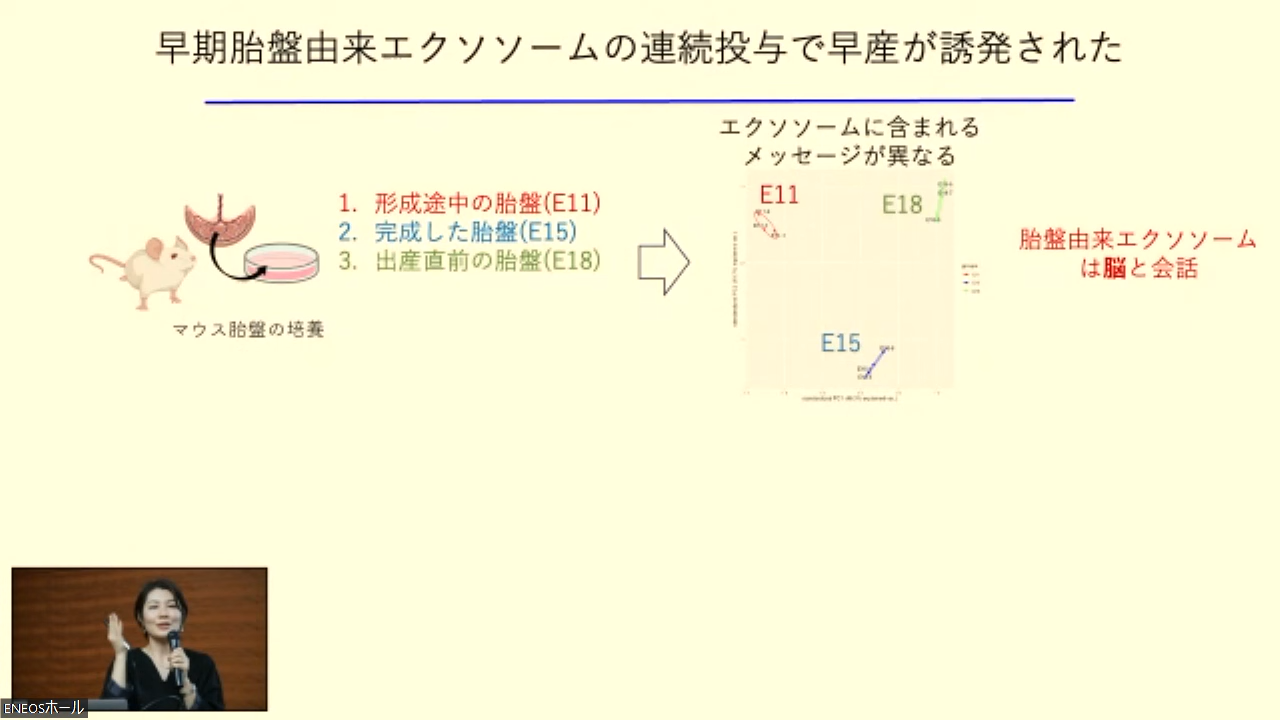 早期胎盤由来エクソソームの連続投与で早産が誘発された
エクソソームに含まれる
メッセージが異なる
1. 形成途中の胎盤(E11)
2. 完成した胎盤(E15)
3. 出産直前の胎盤(E18)
マウス胎盤の培養
E11
E18
E15
胎盤由来エクソソーム
は脳と会話
ENEOSホール